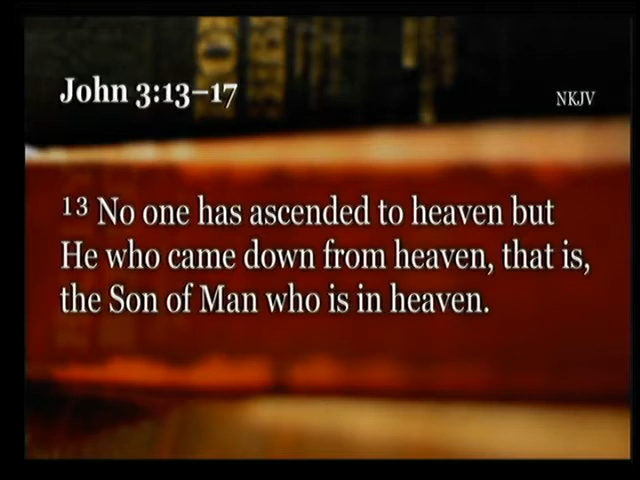 John 3:13–17
NKJV
13 No one has ascended to heaven but
He who came down from heaven, that is,
the Son of Man who is in heaven.